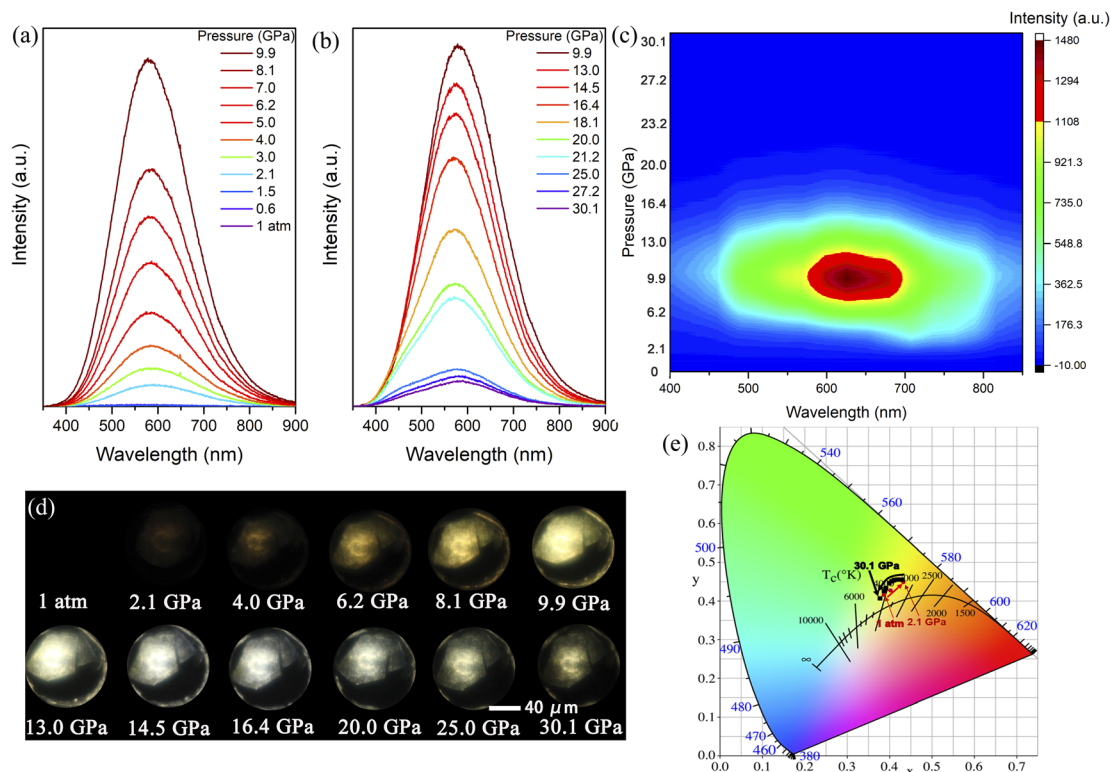 (a)
Pressure (GPa)
9.9
8.1
7.0
6.2
5.0
4.0
3.0
2.1
1.5
0.6
1 atm
Intensity (a.u.)
400 500 600 700 800 900
Wavelength (nm)
(b)
Pressure (GPa)
9.9
13.0
14.5
16.4
18.1
20.0
21.2
25.0
27.2
30.1
Intensity (a.u.)
400 500 600 700 800 900
Wavelength (nm)
(c)
Intensity (a.u.)
30.1
27.2
23.2
20.0
16.4
13.0
9.9
6.2
2.1
0
Pressure (GPa)
400 500 600 700 800
Wavelength (nm)
1480
1294
1108
921.3
735.0
548.8
362.5
176.3
-10.00
(d)
1 atm 2.1 GPa 4.0 GPa 6.2 GPa 8.1 GPa 9.9 GPa
40 μm
13.0 GPa 14.5 GPa 16.4 GPa 20.0 GPa 25.0 GPa 30.1 GPa
(e)
0.8
0.7
0.6
0.5
y
0.4
0.3
0.2
0.1
0.0
0.0 0.1 0.2 0.3 0.4 0.5 0.6 0.7
x
540
560
500
580
30.1 GPa
Tc(°K)
2500
6000
600
2000 1500
10000
1 atm 2.1 GPa
620
490
∞
480
470
460
380